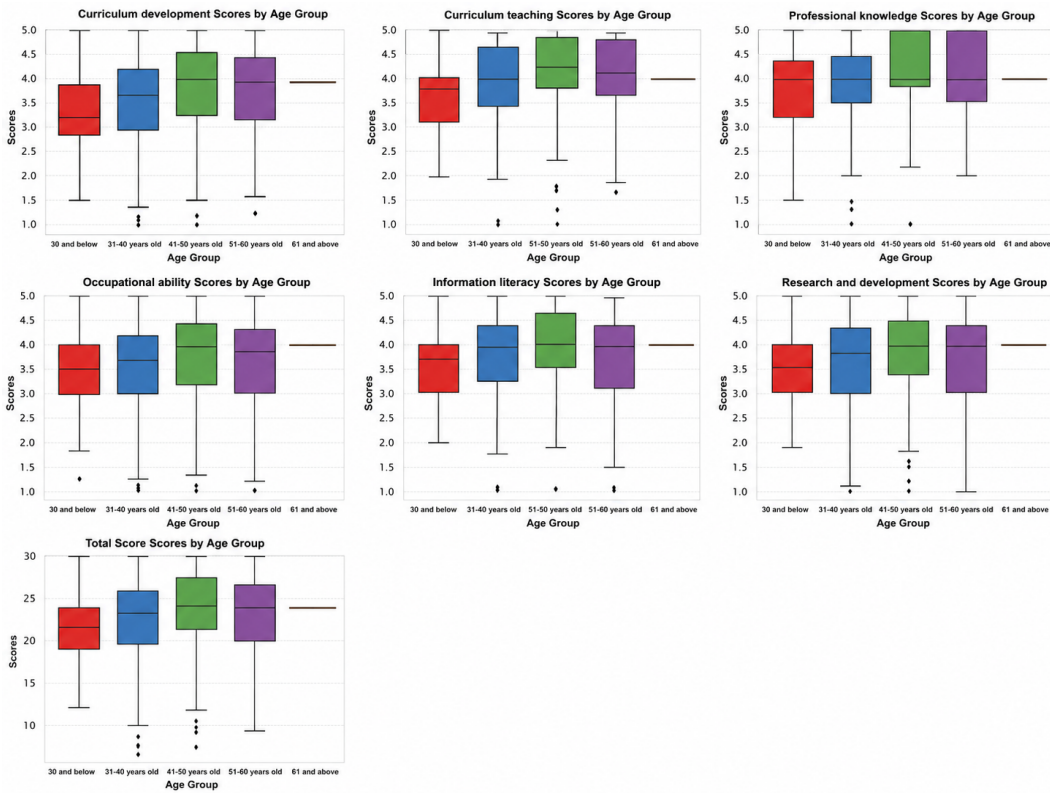 Curriculum development Scores by Age Group
5.0
4.5
4.0
3.5
3.0
2.5
2.0
1.5
1.0
Scores
30 and below 31-40 years old 41-50 years old 51-60 years old 61 and above
Age Group
Curriculum teaching Scores by Age Group
5.0
4.5
4.0
3.5
3.0
2.5
2.0
1.5
1.0
Scores
30 and below 31-40 years old 51-50 years old 51-60 years old 61 and above
Age Group
Professional knowledge Scores by Age Group
5.0
4.5
4.0
3.5
3.0
2.5
2.0
1.5
1.0
Scores
30 and below 31-40 years old 41-50 years old 51-60 years old 61 and above
Age Group
Occupational ability Scores by Age Group
5.0
4.5
4.0
3.5
3.0
2.5
2.0
1.5
1.0
Scores
30 and below 31-40 years old 41-50 years old 51-60 years old 61 and above
Age Group
Information literacy Scores by Age Group
5.0
4.5
4.0
3.5
3.0
2.5
2.0
1.5
1.0
Scores
30 and below 31-40 years old 51-50 years old 51-60 years old 61 and above
Age Group
Research and development Scores by Age Group
5.0
4.5
4.0
3.5
3.0
2.5
2.0
1.5
1.0
Scores
30 and below 31-40 years old 41-50 years old 51-60 years old 61 and above
Age Group
Total Score Scores by Age Group
30
25
20
10
Scores
30 and below 31-40 years old 41-50 years old 51-60 years old 61 and above
Age Group